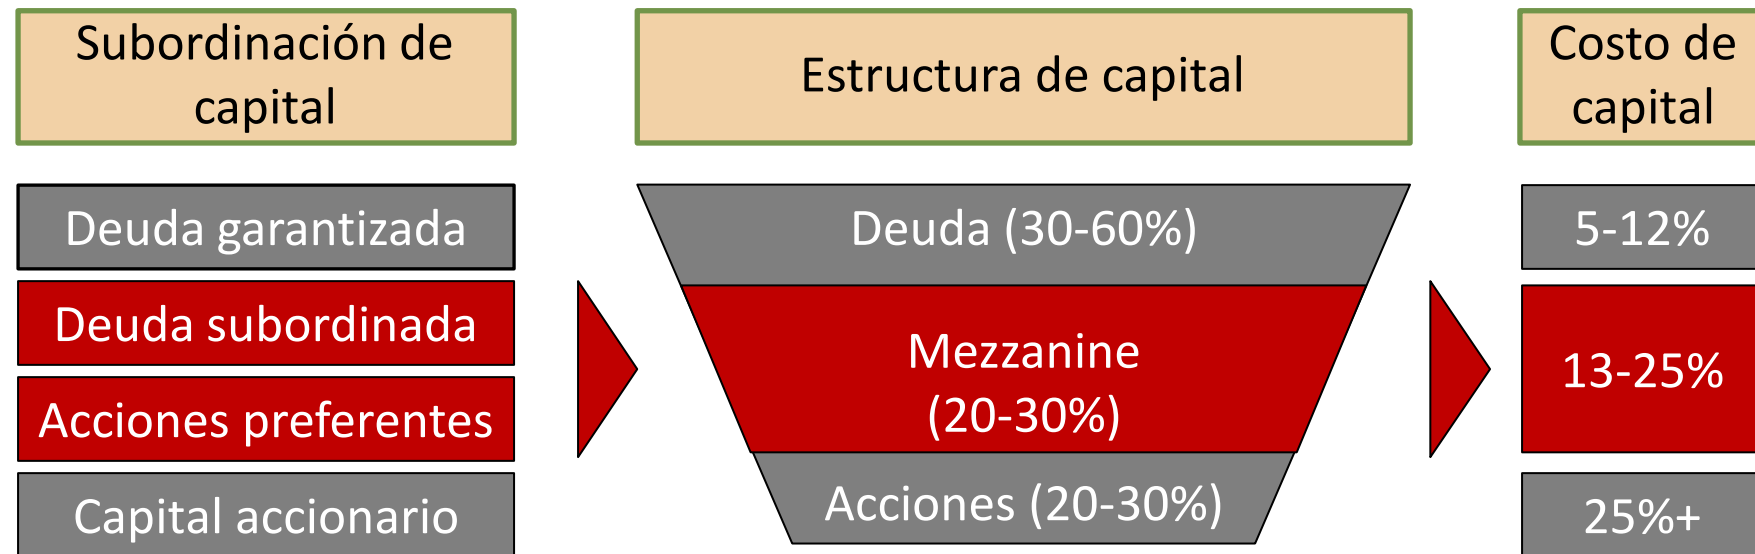 Subordinación de
capital
Estructura de capital
Costo de
capital
Deuda garantizada
Deuda subordinada
Acciones preferentes
Capital accionario
Deuda (30-60%)
Mezzanine
(20-30%)
Acciones (20-30%)
5-12%
13-25%
25%+